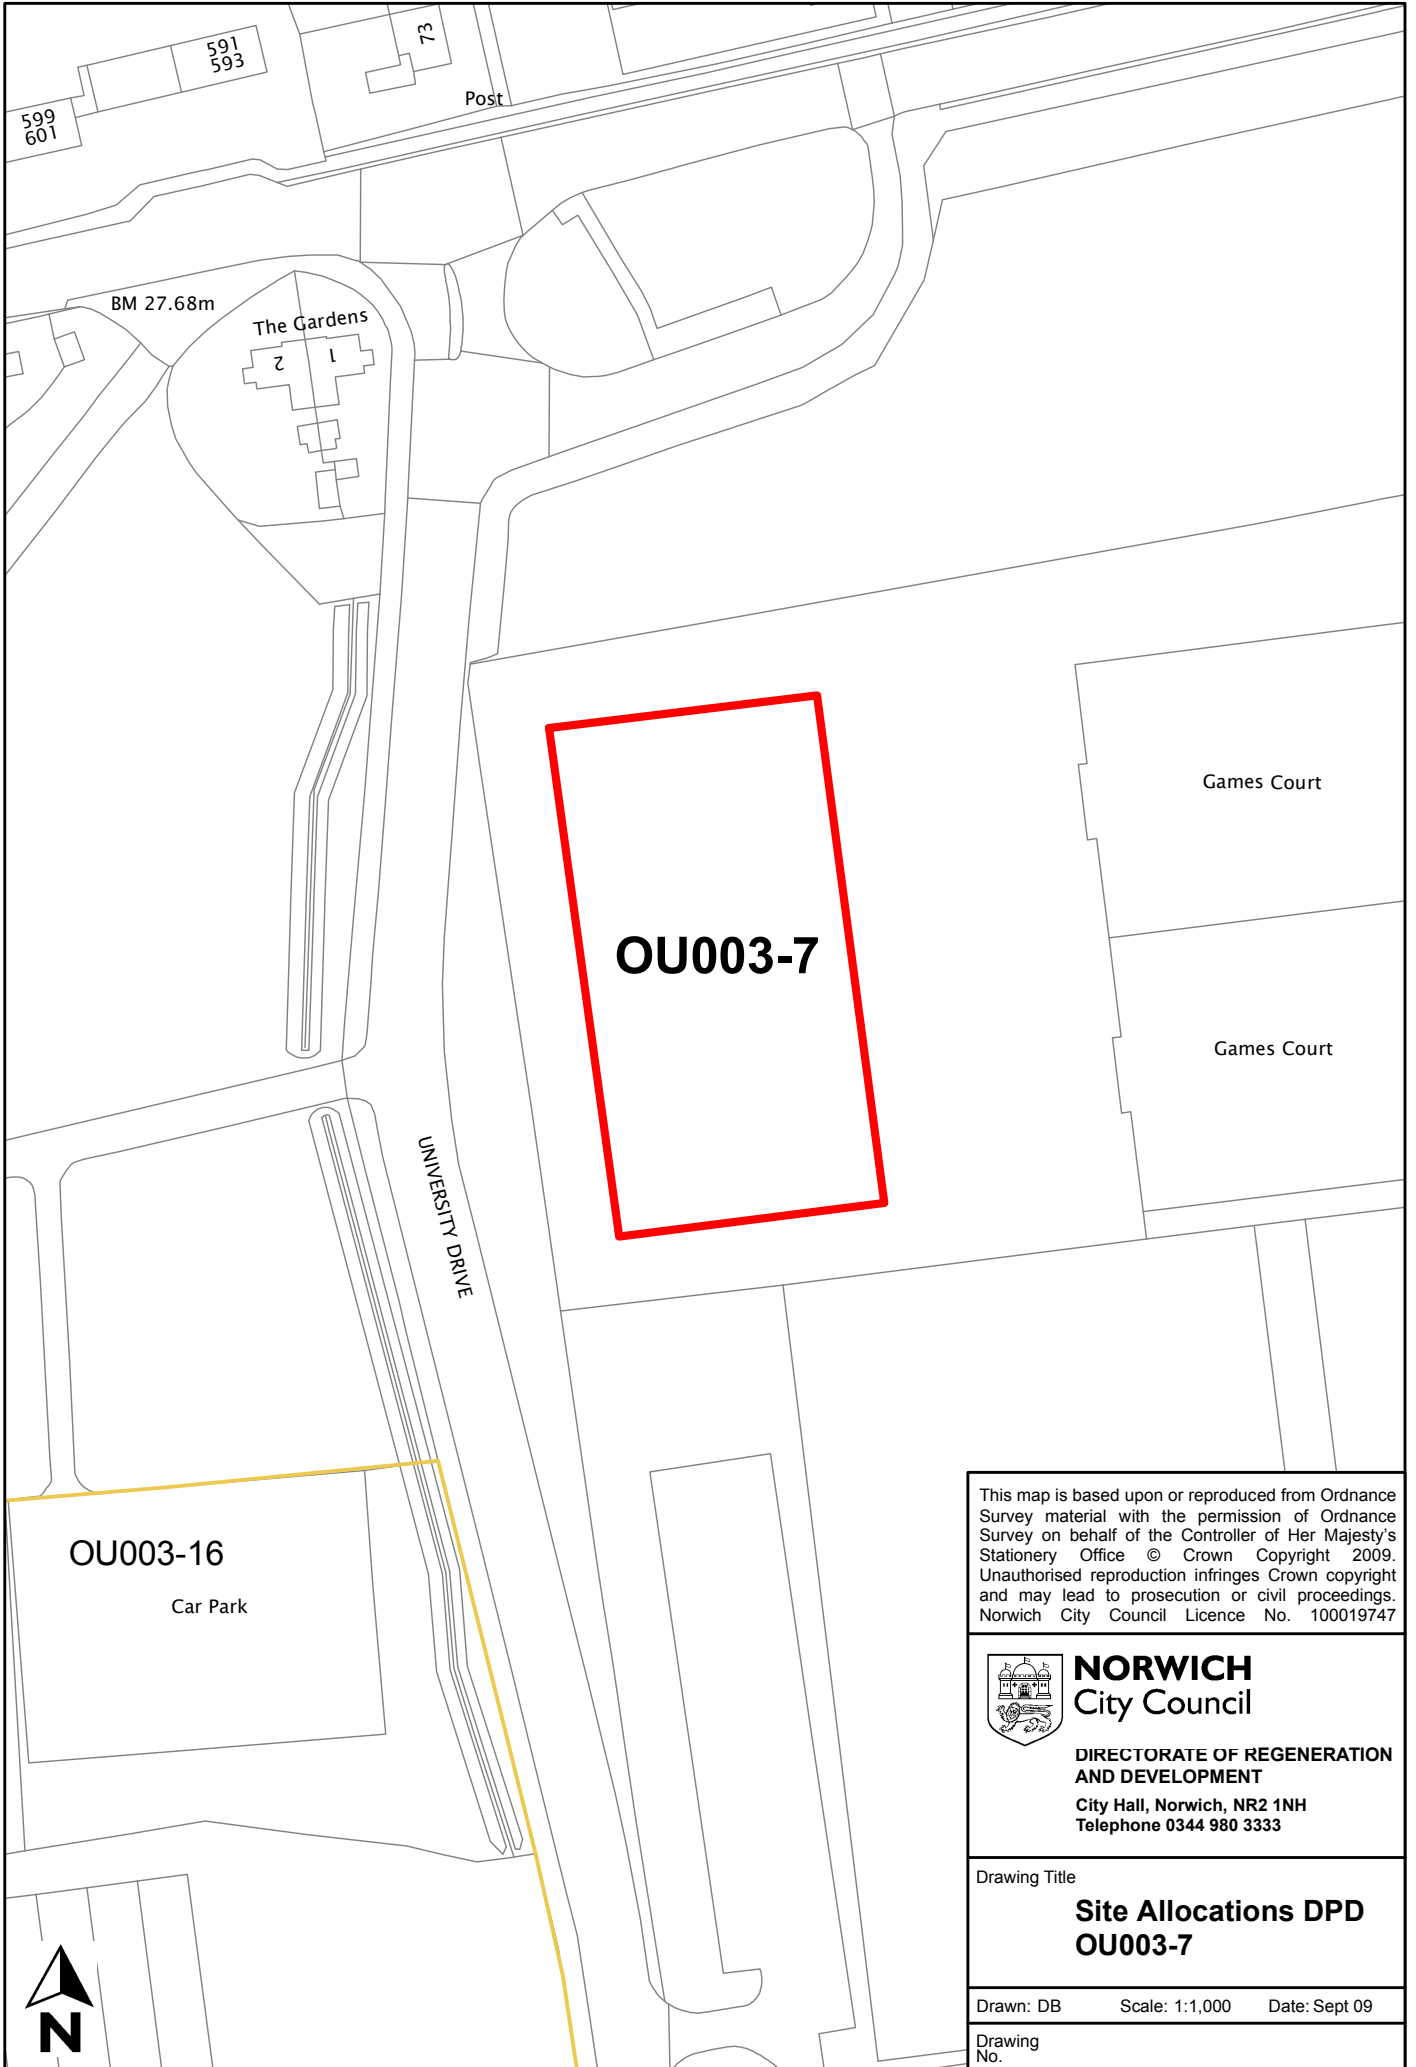 591
593
73
Post
599
601
BM 27.68m
The Gardens
2
1
Games Court
OU003-7
Games Court
UNIVERSITY DRIVE
OU003-16
Car Park
This map is based upon or reproduced from Ordnance
Survey material with the permission of Ordnance
Survey on behalf of the Controller of Her Majesty's
Stationery Office © Crown Copyright 2009.
Unauthorised reproduction infringes Crown copyright
and may lead to prosecution or civil proceedings.
Norwich City Council Licence No. 100019747
NORWICH
City Council
DIRECTORATE OF REGENERATION
AND DEVELOPMENT
City Hall, Norwich, NR2 1NH
Telephone 0344 980 3333
Drawing Title
Site Allocations DPD
OU003-7
N
Drawn: DB Scale: 1:1,000 Date: Sept 09
Drawing
No.